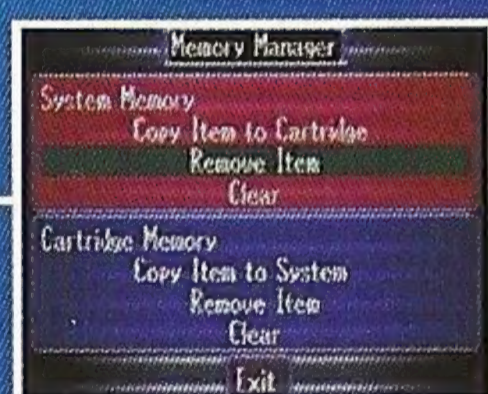 Memory Manager
System Memory
Copy Item to Cartridge
Remove Item
Clear
Cartridge Memory
Copy Item to System
Remove Item
Clear
Exit